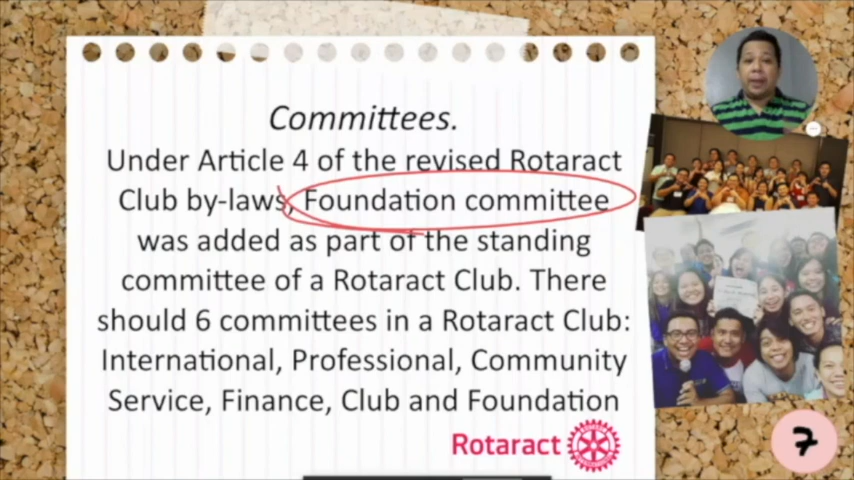 Committees.
Under Article 4 of the revised Rotaract
Club by-laws, Foundation committee
was added as part of the standing
committee of a Rotaract Club. There
should 6 committees in a Rotaract Club:
International, Professional, Community
Service, Finance, Club and Foundation
Rotaract
7